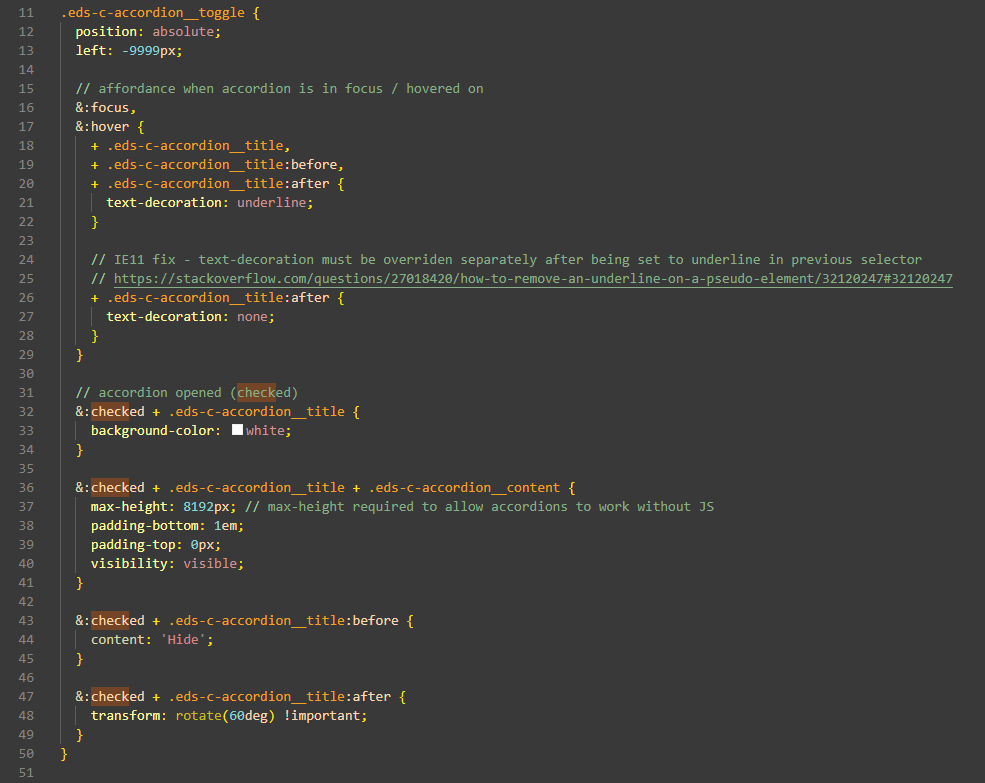 11 .eds-c-accordion__toggle {
12 position: absolute;
13 left: -9999px;
14
15 // affordance when accordion is in focus / hovered on
16 &:focus,
17 &:hover {
18 + .eds-c-accordion__title,
19 + .eds-c-accordion__title:before,
20 + .eds-c-accordion__title:after {
21 text-decoration: underline;
22 }
23
24 // IE11 fix - text-decoration must be overriden separately after being set to underline in previous selector
25 // https://stackoverflow.com/questions/27018420/how-to-remove-an-underline-on-a-pseudo-element/32120247#32120247
26 + .eds-c-accordion__title:after {
27 text-decoration: none;
28 }
29 }
30
31 // accordion opened (checked)
32 &:checked + .eds-c-accordion__title {
33 background-color: white;
34 }
35
36 &:checked + .eds-c-accordion__title + .eds-c-accordion__content {
37 max-height: 8192px; // max-height required to allow accordions to work without JS
38 padding-bottom: 1em;
39 padding-top: 0px;
40 visibility: visible;
41 }
42
43 &:checked + .eds-c-accordion__title:before {
44 content: 'Hide';
45 }
46
47 &:checked + .eds-c-accordion__title:after {
48 transform: rotate(60deg) !important;
49 }
50 }
51